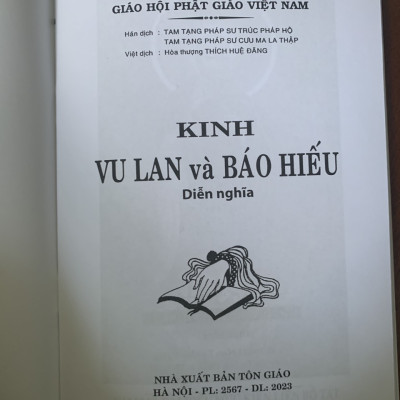 GIÁO HỘI PHẬT GIÁO VIỆT NAM
Hán dịch : TAM TẠNG PHÁP SƯ TRÚC PHÁP HỘ
TAM TẠNG PHÁP SƯ CƯU MA LA THẬP
Việt dịch : Hòa thượng THÍCH HUỆ ĐĂNG
KINH
VU LAN và BÁO HIẾU
Diễn nghĩa
NHÀ XUẤT BẢN TÔN GIÁO
HÀ NỘI - PL: 2567 - DL: 2023